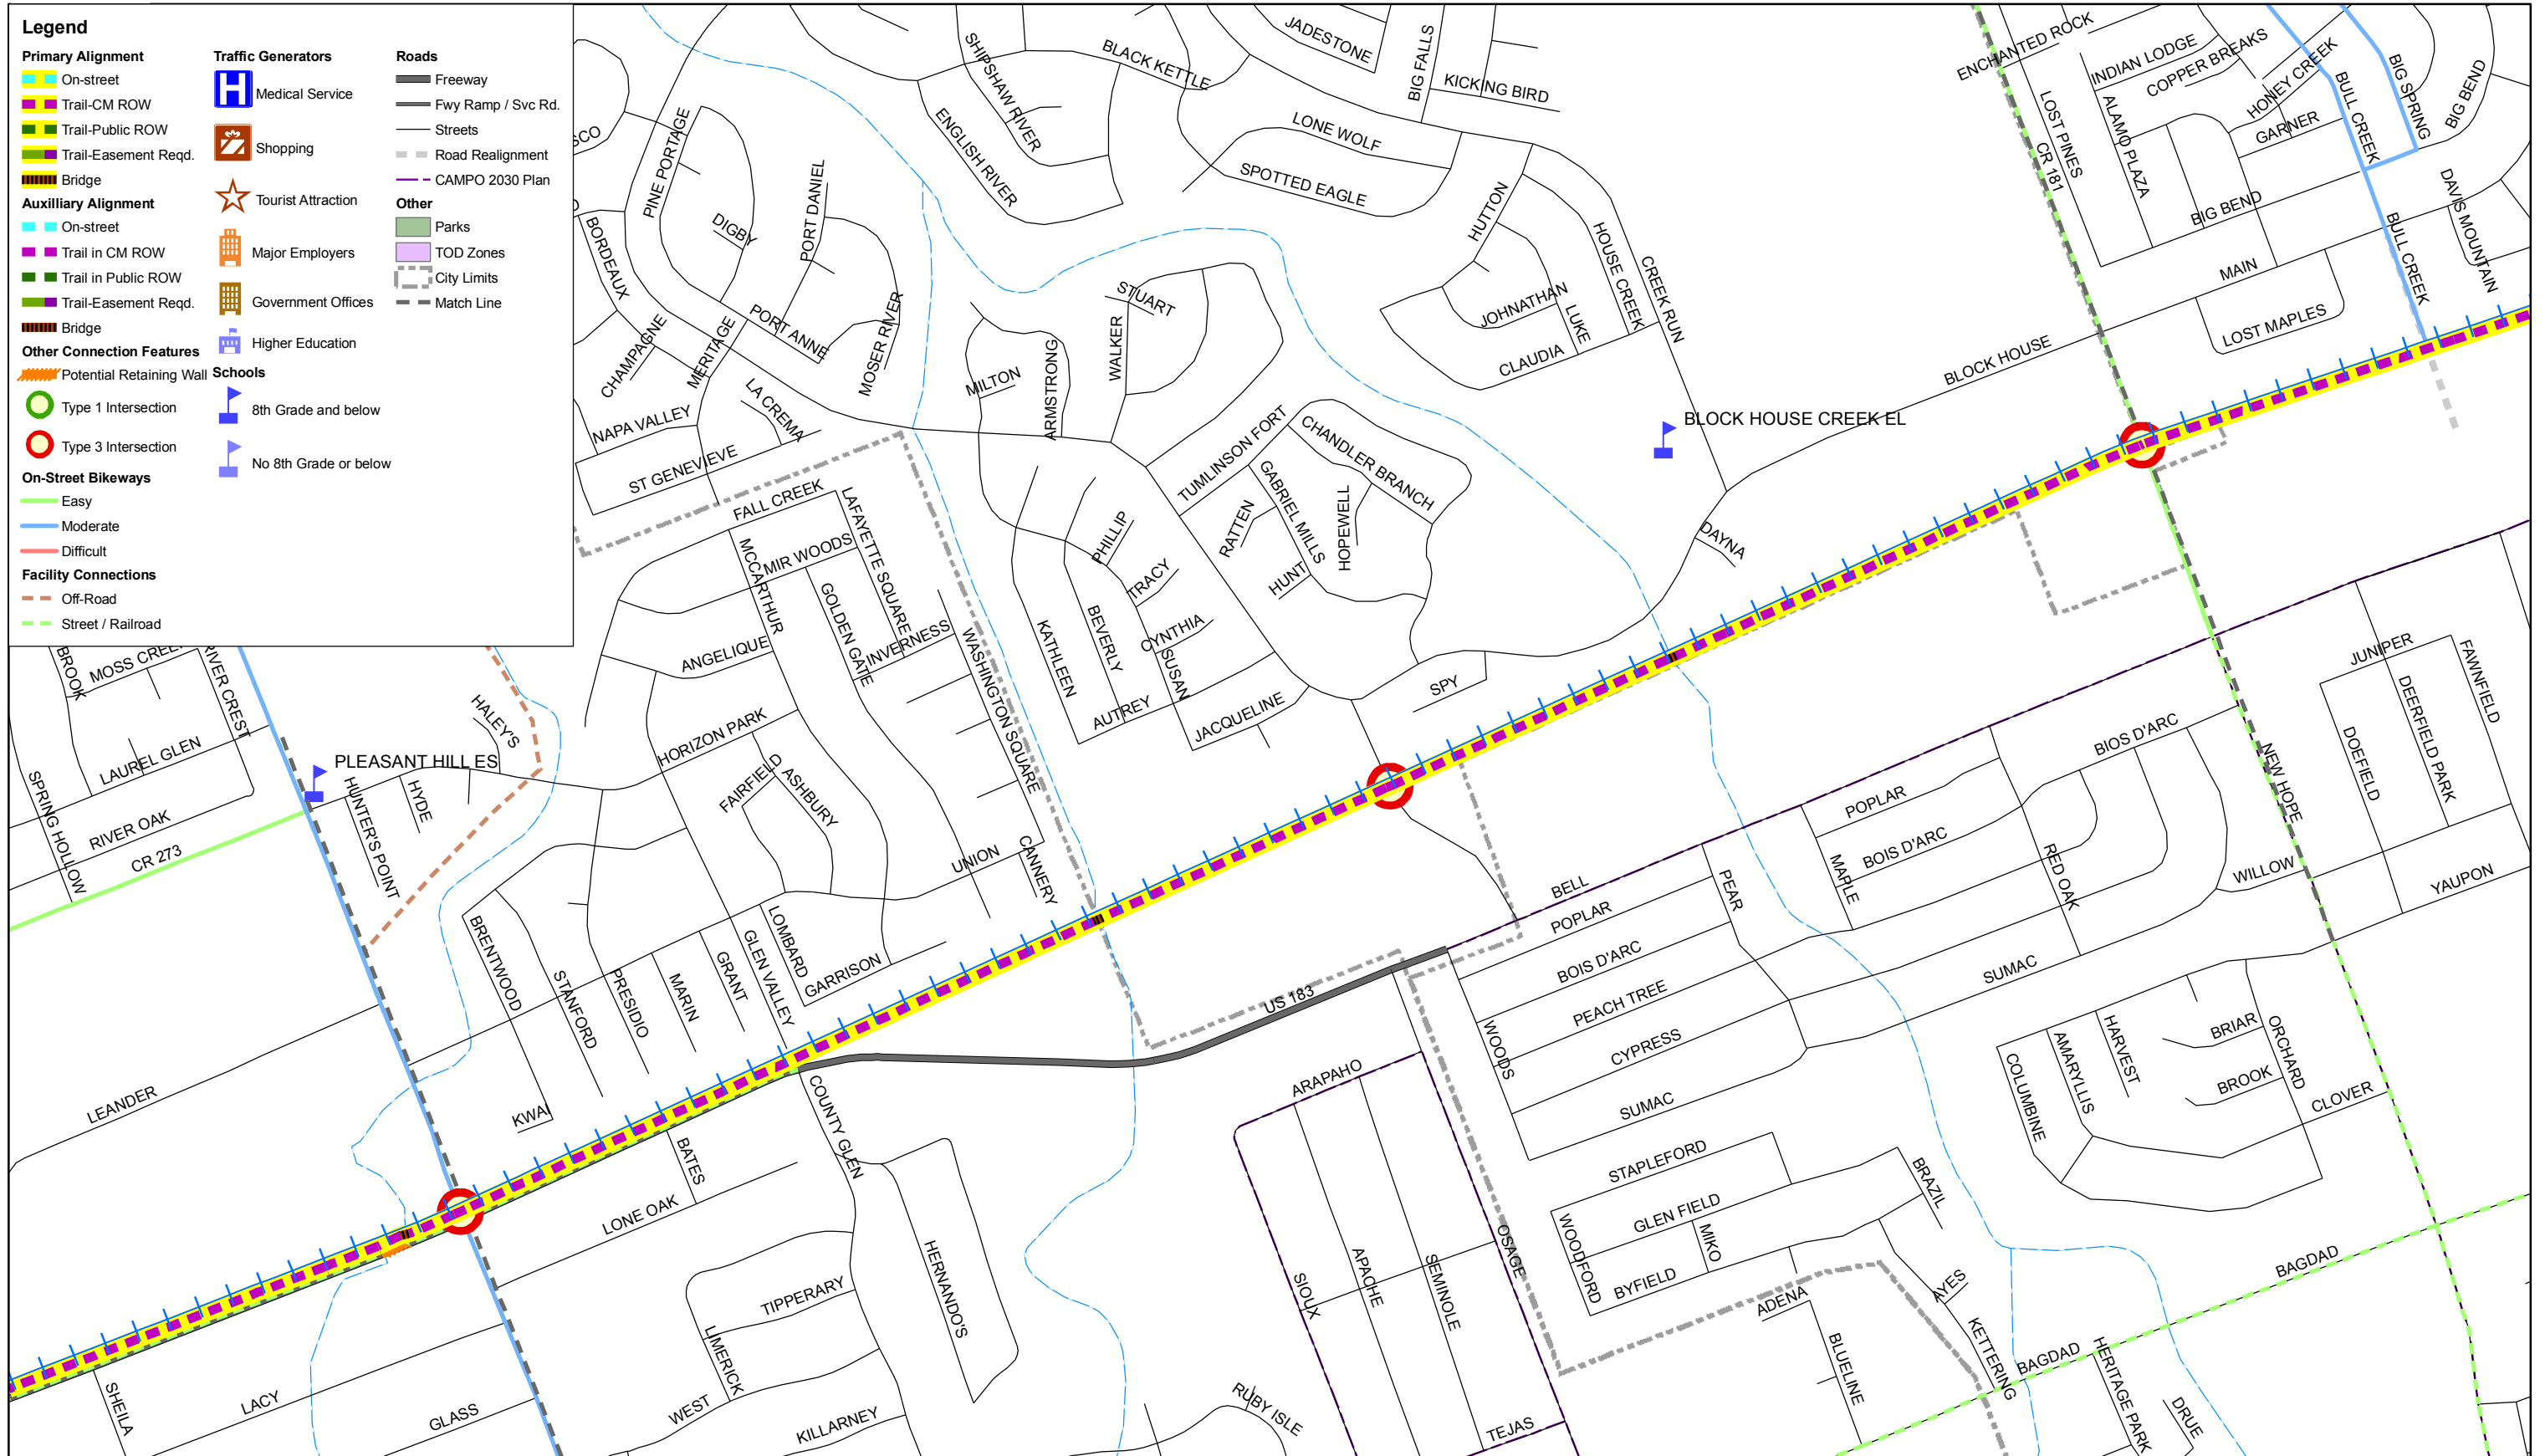 Legend
Primary Alignment
On-street
Trail-CM ROW
Trail-Public ROW
Trail-Easement Reqd.
Bridge
Auxilliary Alignment
On-street
Trail in CM ROW
Trail in Public ROW
Trail-Easement Reqd.
Bridge
Other Connection Features
Potential Retaining Wall
Type 1 Intersection
Type 3 Intersection
On-Street Bikeways
Easy
Moderate
Difficult
Facility Connections
Off-Road
Street / Railroad
Traffic Generators
Medical Service
Shopping
Tourist Attraction
Major Employers
Government Offices
Higher Education
Schools
8th Grade and below
No 8th Grade or below
Roads
Freeway
Fwy Ramp / Svc Rd.
Streets
Road Realignment
CAMPO 2030 Plan
Other
Parks
TOD Zones
City Limits
Match Line
SHIPSHAW RIVER
BLACK KETTLE
JADESTONE
BIG FALLS
KICKING BIRD
ENGLISH RIVER
LONE WOLF
SPOTTED EAGLE
PINE PORTAGE
DIGBY
PORT DANIEL
BORDEAUX
CHAMPAGNE
MERITAGE
PORT ANNE
MOSER RIVER
LA CREMA
NAPA VALLEY
ST GENEVIEVE
HUTTON
HOUSE CREEK
CREEK RUN
JOHNATHAN
LUKE
CLAUDIA
STUART
WALKER
MILTON
ARMSTRONG
ENCHANTED ROCK
INDIAN LODGE
COPPER BREAKS
HONEY CREEK
LOST PINES
CR 181
ALAMO PLAZA
GARNER
BULL CREEK
BIG SPRING
BIG BEND
BIG BEND
DAVIS MOUNTAIN
MAIN
BULL CREEK
LOST MAPLES
BLOCK HOUSE
BLOCK HOUSE CREEK EL
TUMLINSON FORT
CHANDLER BRANCH
GABRIEL MILLS
RATTEN
HOPEWELL
HUNT
DAYNA
FALL CREEK
LAFAYETTE SQUARE
MCCARTHUR
MIR WOODS
GOLDEN GATE
INVERNESS
WASHINGTON SQUARE
ANGELIQUE
HORIZON PARK
FAIRFIELD
ASHBURY
PHILLIP
TRACY
CYNTHIA
KATHLEEN
BEVERLY
SUSAN
AUTREY
JACQUELINE
SPY
BROOK
MOSS CREEK
RIVER CREST
LAUREL GLEN
SPRING HOLLOW
RIVER OAK
CR 273
PLEASANT HILL ES
HALEY'S
HUNTER'S POINT
HYDE
UNION
CANNERY
LOMBARD
GLEN VALLEY
GARRISON
GRANT
MARIN
PRESIDIO
STANFORD
BRENTWOOD
KWAI
LEANDER
BATES
LONE OAK
COUNTY GLEN
HERNANDO'S
TIPPERARY
LIMERICK
WEST
KILLARNEY
SHEILA
LACY
GLASS
US 183
BELL
POPLAR
BOIS D'ARC
PEACH TREE
CYPRESS
SUMAC
WOODS
PEAR
MAPLE
POPLAR
BOIS D'ARC
BIOS D'ARC
RED OAK
SUMAC
WILLOW
NEW HOPE
JUNIPER
FAWNFIELD
DEERFIELD PARK
DOEFIELD
YAUPON
COLUMBINE
AMARYLLIS
HARVEST
BRIAR
BROOK
ORCHARD
CLOVER
ARAPAHO
SIOUX
APACHE
SEMINOLE
OSAGE
TEJAS
RUBY ISLE
STAPLEFORD
GLEN FIELD
WOODFORD
MIKO
BYFIELD
BRAZIL
AYES
ADENA
KETTERING
BLUELINE
BAGDAD
BAGDAD
HERITAGE PARK
DRUE